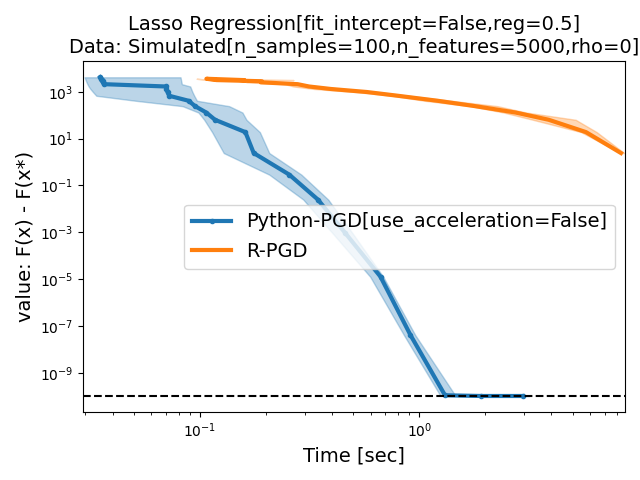 Lasso Regression[fit_intercept=False,reg=0.5]
Data: Simulated[n_samples=100,n_features=5000,rho=0]
value: F(x) - F(x*)
10³
10¹
10⁻¹
10⁻³
10⁻⁵
10⁻⁷
10⁻⁹
Python-PGD[use_acceleration=False]
R-PGD
10⁻¹
10⁰
Time [sec]